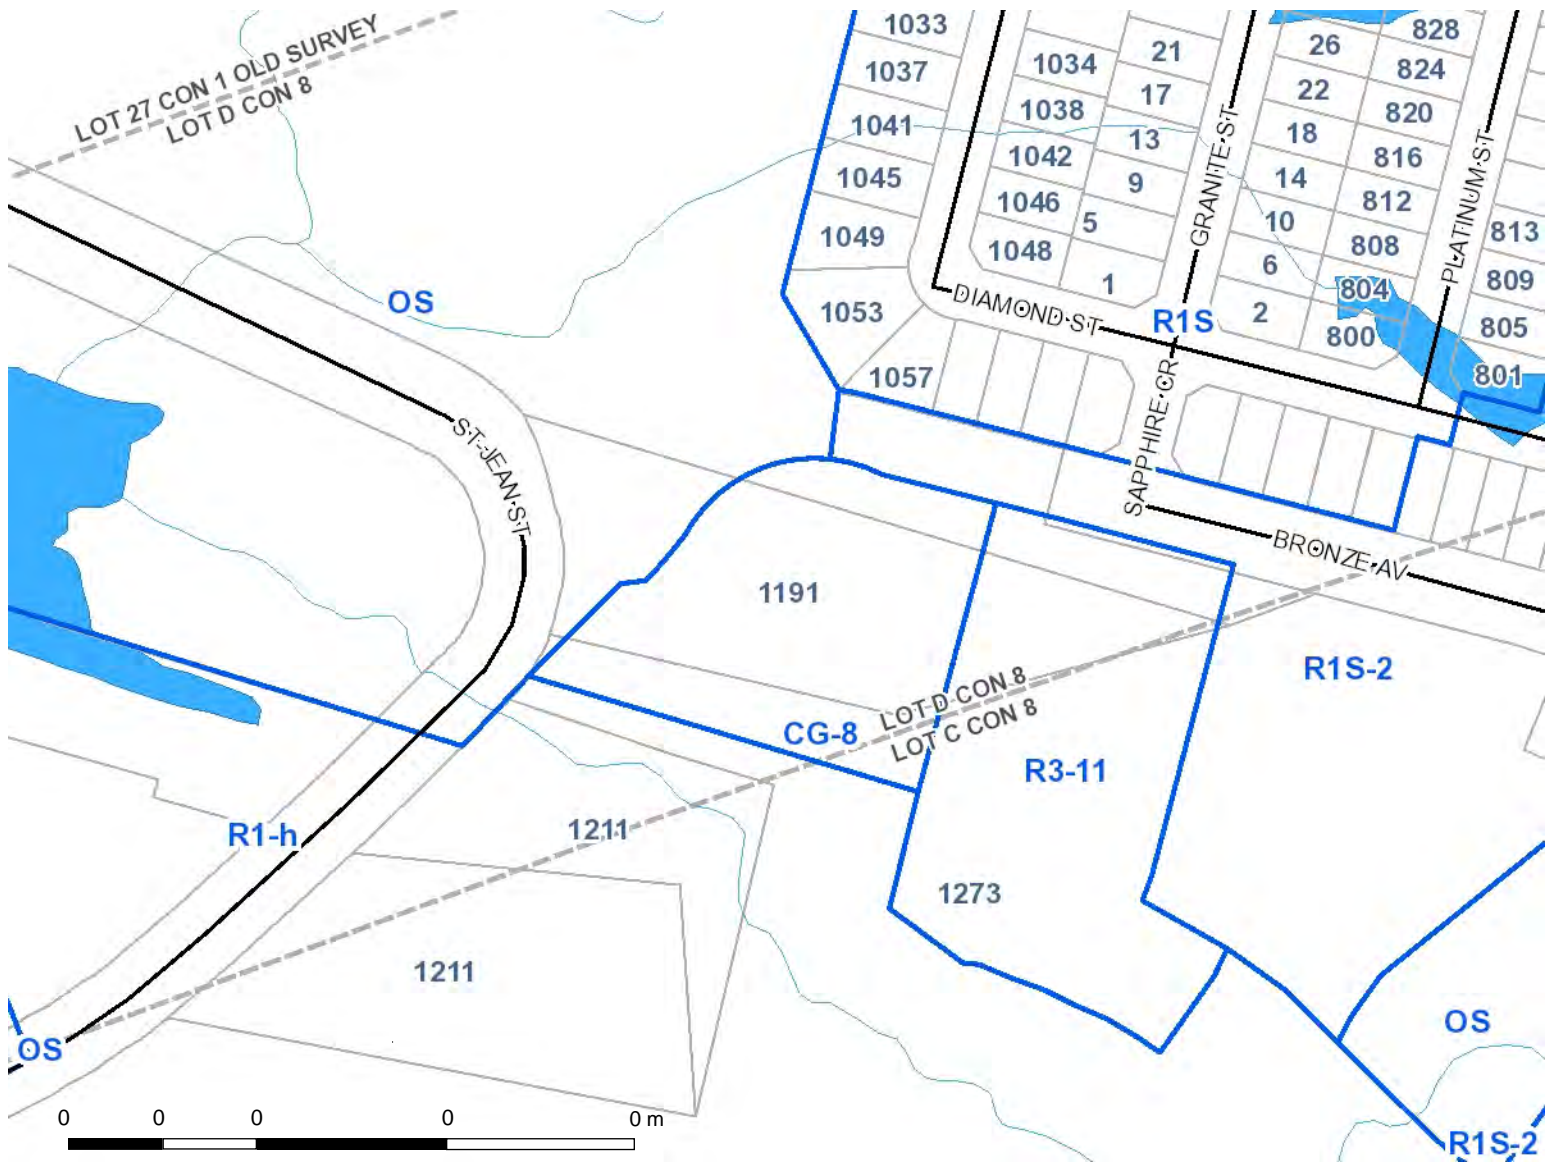 LOT 27 CON 1 OLD SURVEY
LOT D CON 8
1033
1037
1041
1045
1049
1053
1057
1034
1038
1042
1046
1048
21
17
13
9
5
1
26
22
18
14
10
6
2
828
824
820
816
812
808
804
800
813
809
805
801
GRANITE ST
PLATINUM ST
DIAMOND ST
R1S
SAPPHIRE CR
BRONZE AV
OS
ST-JEAN ST
1191
CG-8
LOT D CON 8
LOT C CON 8
R1S-2
R3-11
1273
R1-h
1211
1211
OS
OS
R1S-2
0 0 0 0 0 m